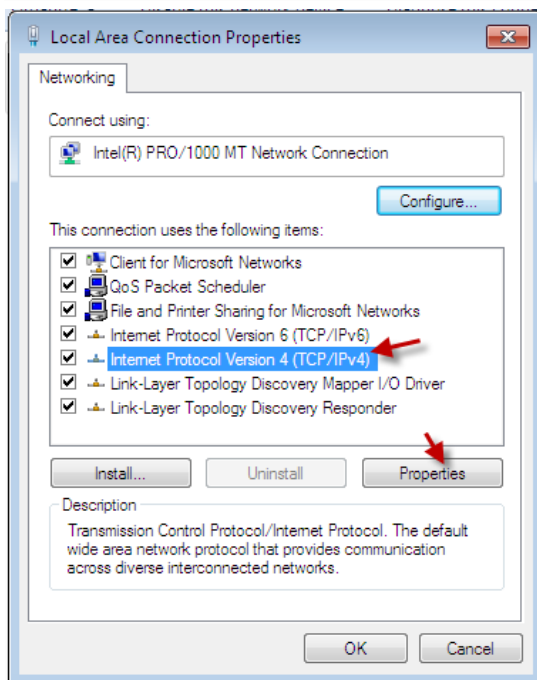 Local Area Connection Properties
Networking
Connect using:
Intel(R) PRO/1000 MT Network Connection
Configure...
This connection uses the following items:
Client for Microsoft Networks
QoS Packet Scheduler
File and Printer Sharing for Microsoft Networks
Internet Protocol Version 6 (TCP/IPv6)
Internet Protocol Version 4 (TCP/IPv4)
Link-Layer Topology Discovery Mapper I/O Driver
Link-Layer Topology Discovery Responder
Install...
Uninstall
Properties
Description
Transmission Control Protocol/Internet Protocol. The default
wide area network protocol that provides communication
across diverse interconnected networks.
OK
Cancel